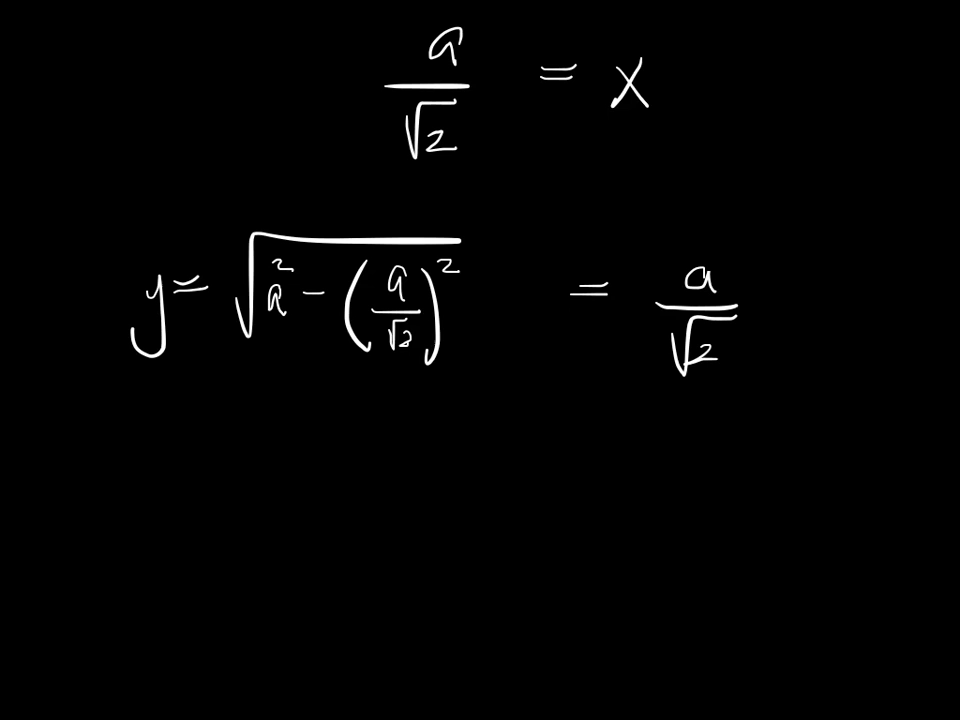 a/√2 = x
y = √(a² - (a/√2)²) = a/√2